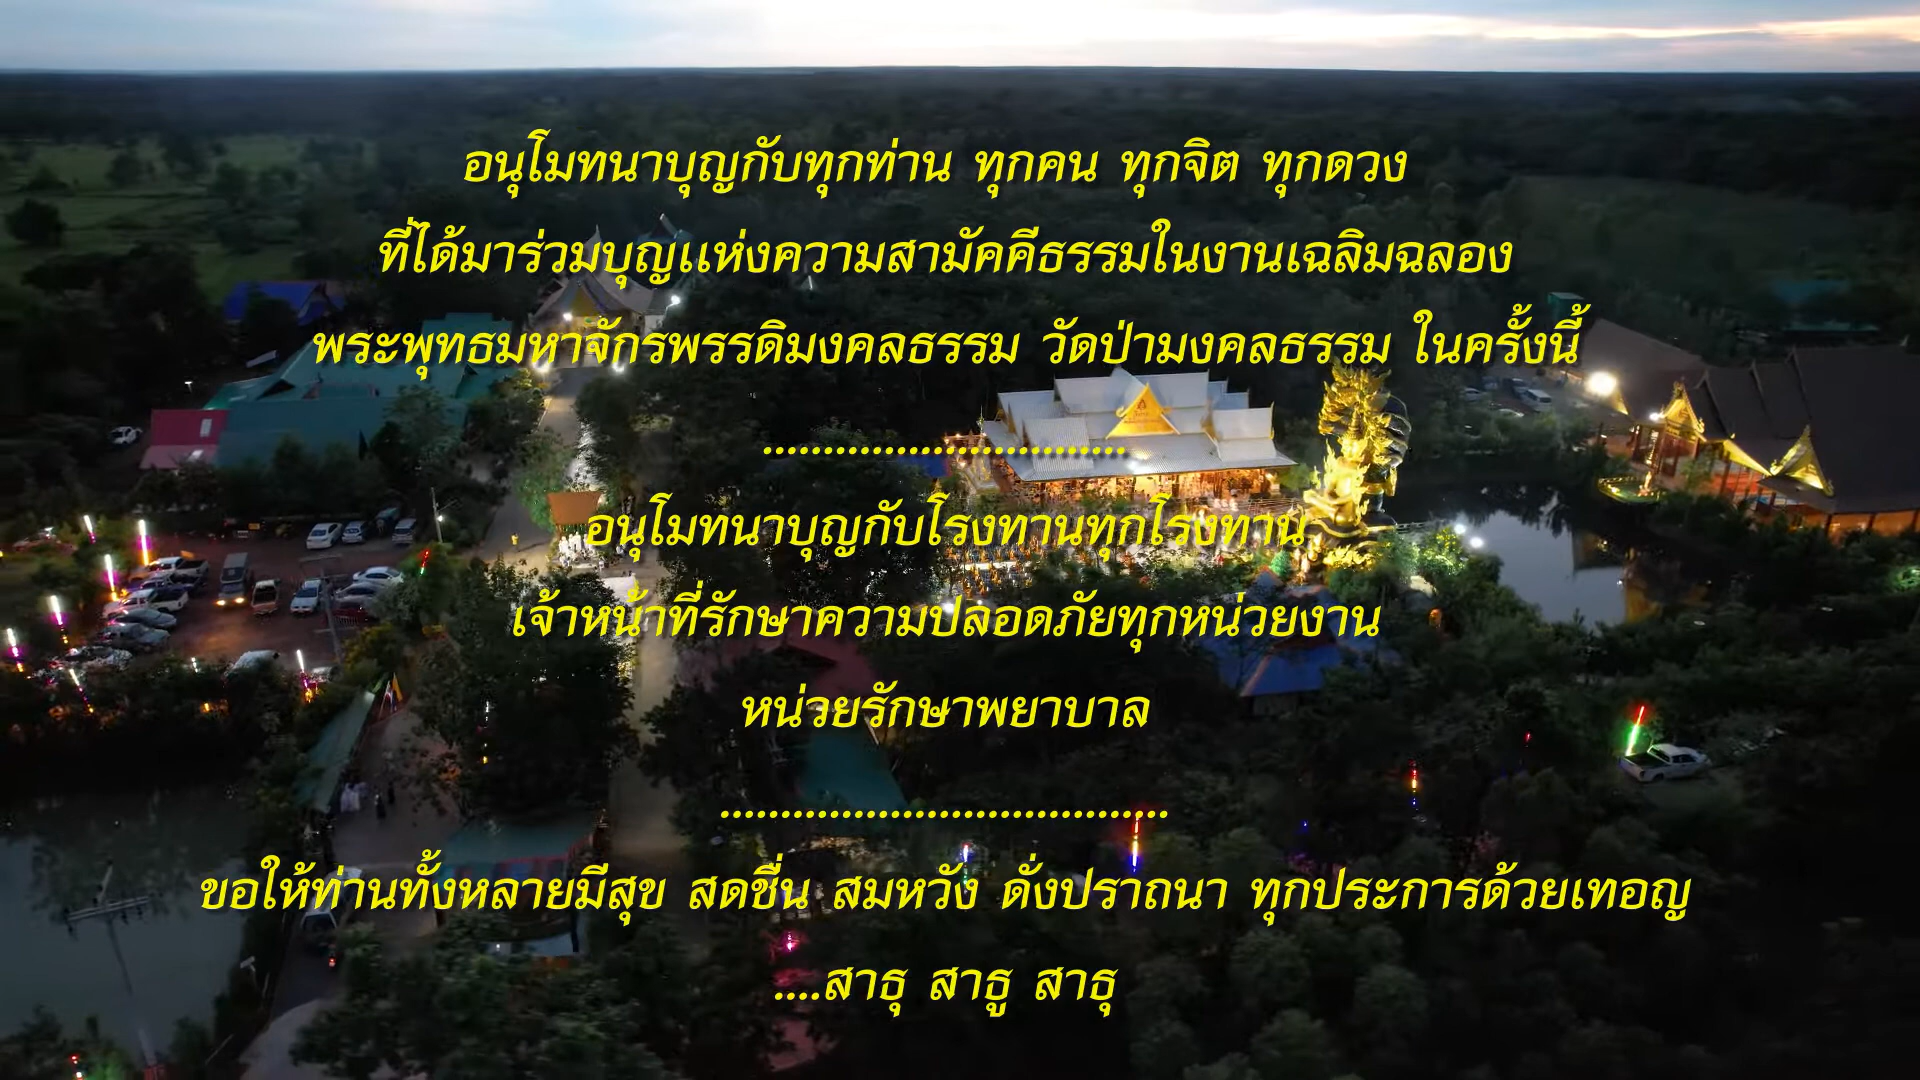 อนุโมทนาบุญกับทุกท่าน ทุกคน ทุกจิต ทุกดวง
ที่ได้มาร่วมบุญแห่งความสามัคคีธรรมในงานเฉลิมฉลอง
พระพุทธมหาจักรพรรดิมงคลธรรม วัดป่ามงคลธรรม ในครั้งนี้
..............................
อนุโมทนาบุญกับโรงทานทุกโรงทาน
เจ้าหน้าที่รักษาความปลอดภัยทุกหน่วยงาน
หน่วยรักษาพยาบาล
.....................................
ขอให้ท่านทั้งหลายมีสุข สดชื่น สมหวัง ดั่งปราถนา ทุกประการด้วยเทอญ
....สาธุ สาธู สาธุ